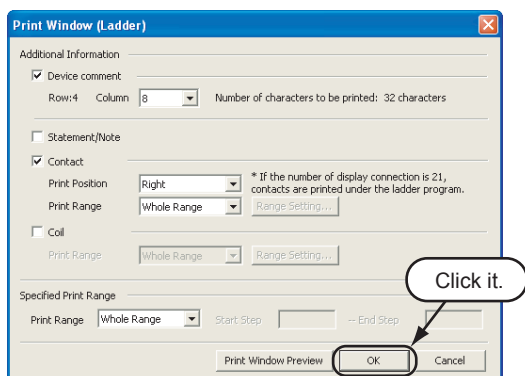 Print Window (Ladder)
Additional Information
Device comment
Row:4 Column 8 Number of characters to be printed: 32 characters
Statement/Note
Contact
Print Position Right * If the number of display connection is 21,
contacts are printed under the ladder program.
Print Range Whole Range Range Setting...
Coil
Print Range Whole Range Range Setting...
Click it.
Specified Print Range
Print Range Whole Range Start Step -- End Step
Print Window Preview OK Cancel